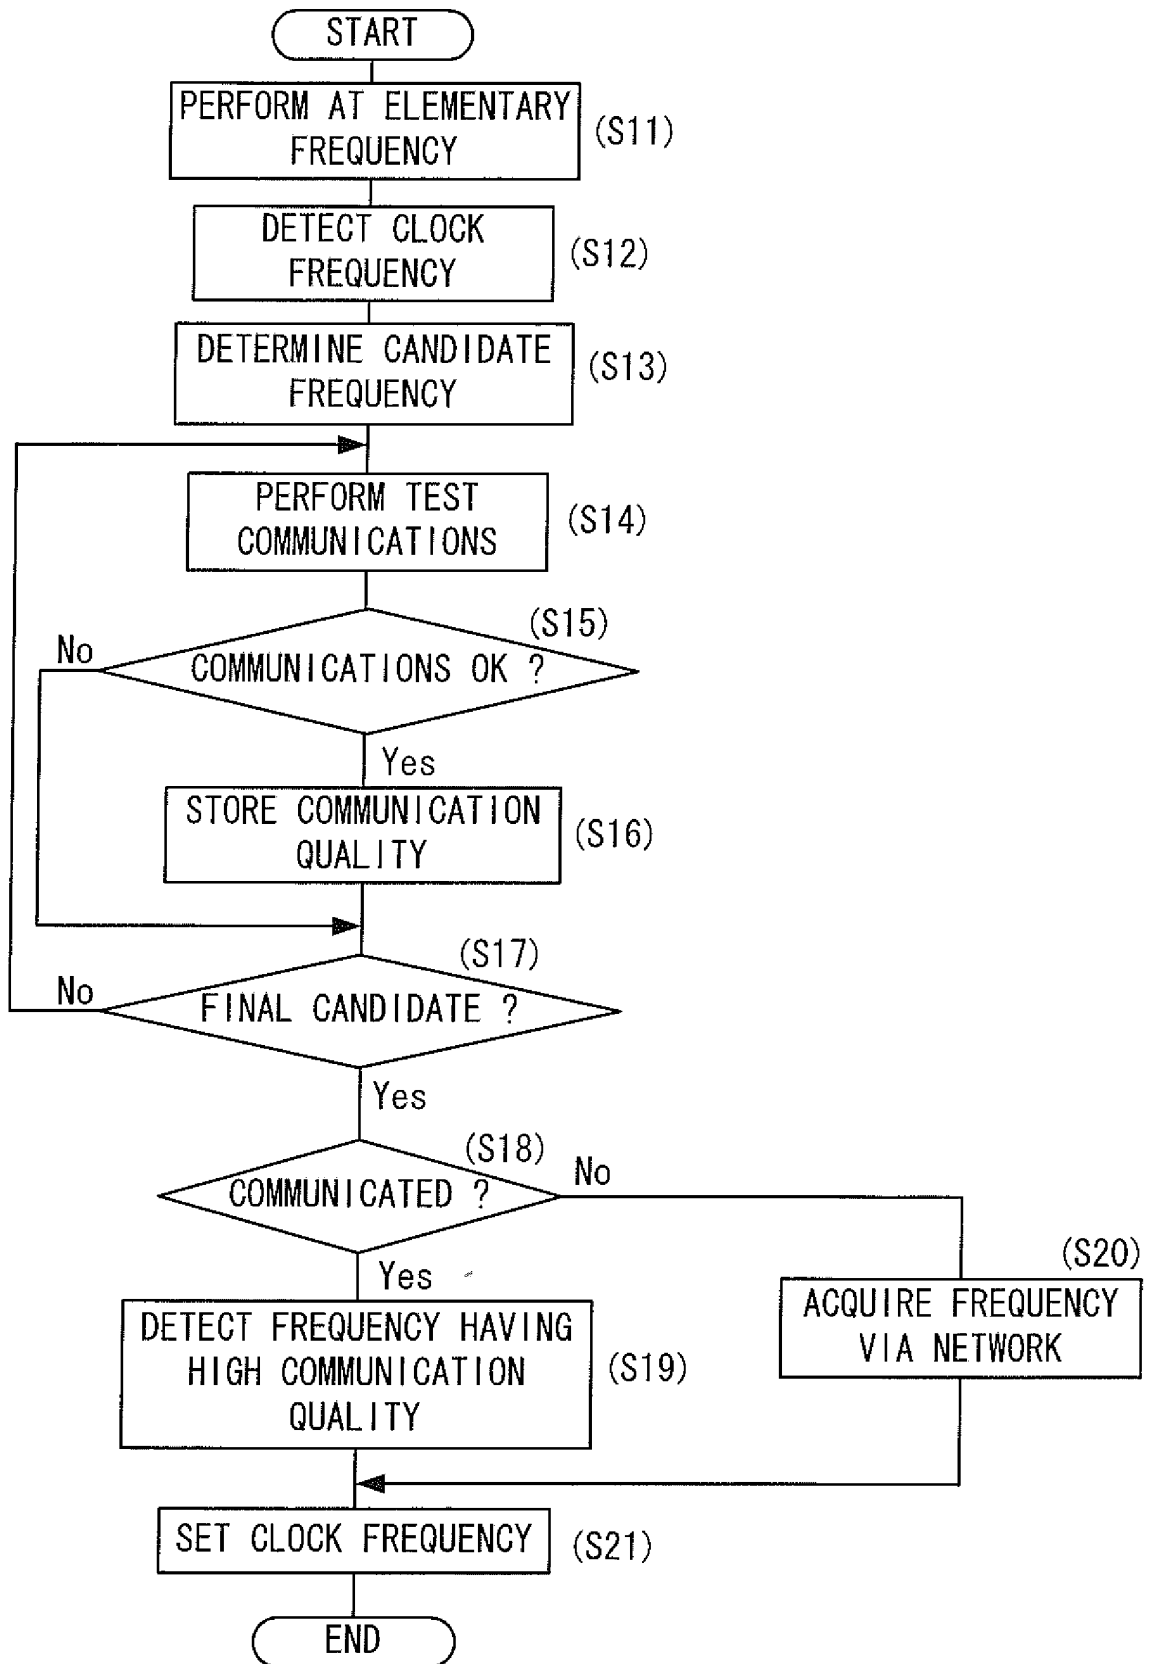 START
PERFORM AT ELEMENTARY
FREQUENCY
(S11)
DETECT CLOCK
FREQUENCY
(S12)
DETERMINE CANDIDATE
FREQUENCY
(S13)
PERFORM TEST
COMMUNICATIONS
(S14)
(S15)
No
COMMUNICATIONS OK ?
Yes
STORE COMMUNICATION
QUALITY
(S16)
(S17)
No
FINAL CANDIDATE ?
Yes
(S18)
No
COMMUNICATED ?
Yes
(S20)
ACQUIRE FREQUENCY
VIA NETWORK
DETECT FREQUENCY HAVING
HIGH COMMUNICATION
QUALITY
(S19)
SET CLOCK FREQUENCY
(S21)
END